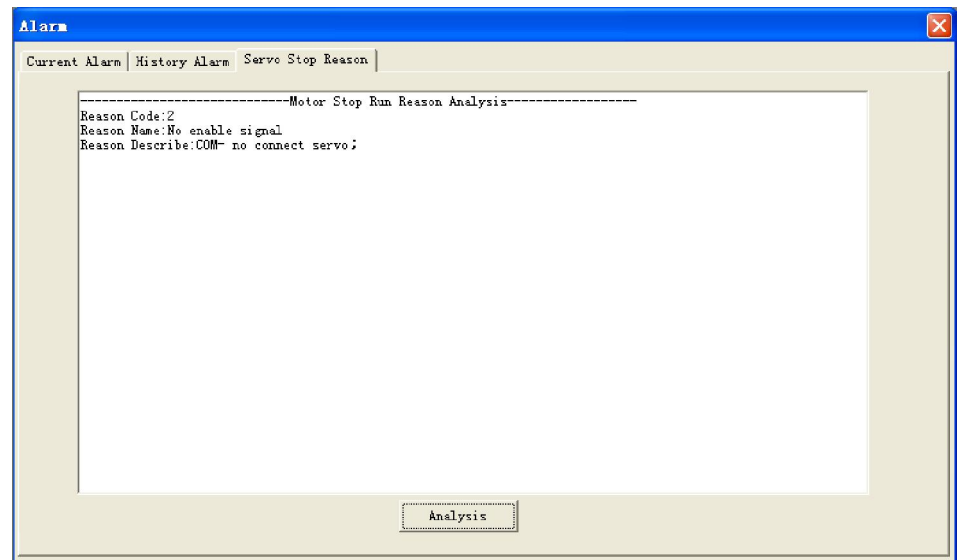 Alarm
Current Alarm History Alarm Servo Stop Reason
-----------------------------Motor Stop Run Reason Analysis------------------
Reason Code:2
Reason Name:No enable signal
Reason Describe:COM- no connect servo;
Analysis